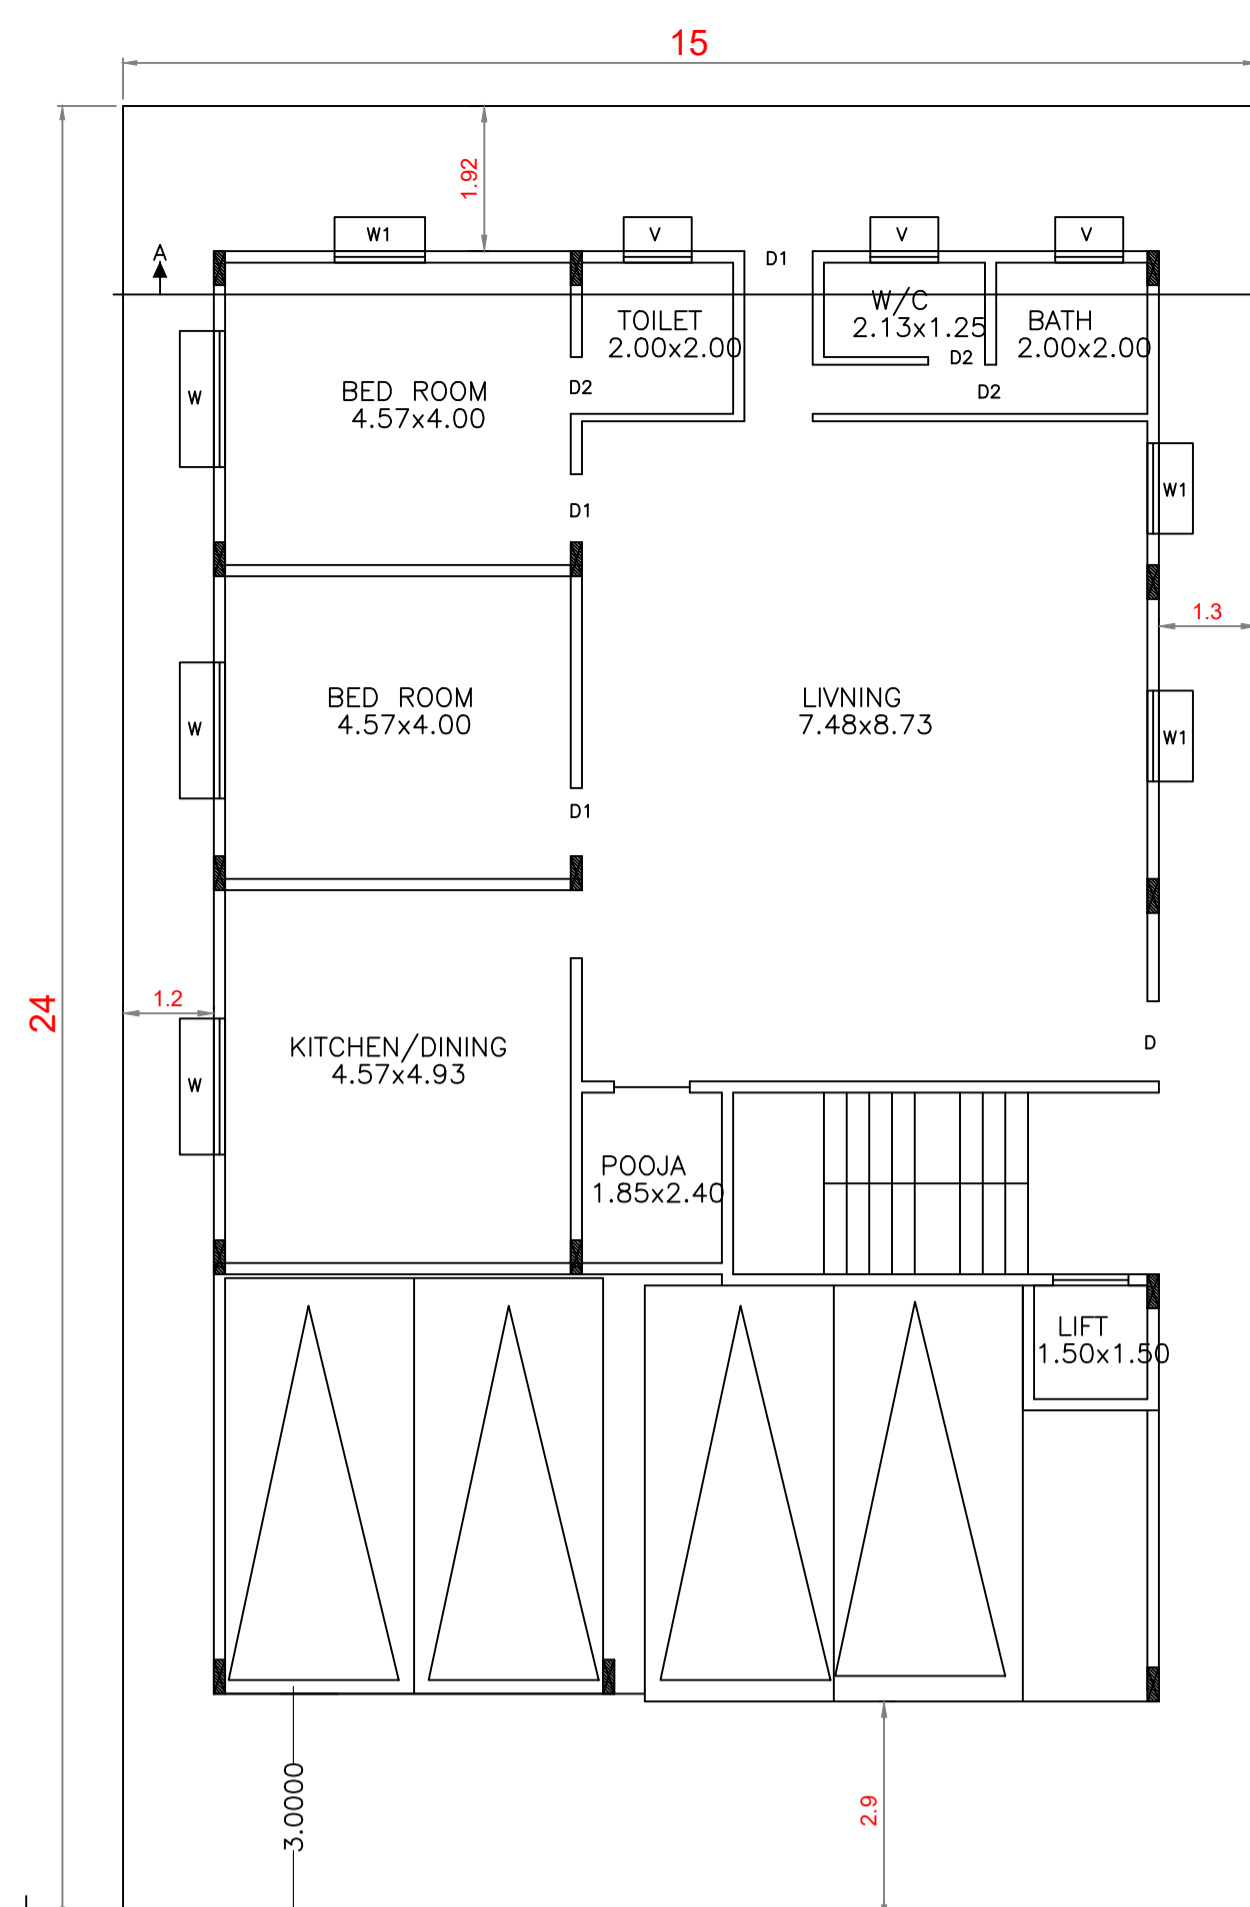 15
1.92
W1
V
D1
V
V
A
TOILET
2.00x2.00
W/C
2.13x1.25
BATH
2.00x2.00
D2
D2
D2
BED ROOM
4.57x4.00
W
D1
W1
1.3
BED ROOM
4.57x4.00
W
LIVNING
7.48x8.73
W1
D1
24
1.2
D
KITCHEN/DINING
4.57x4.93
W
POOJA
1.85x2.40
LIFT
1.50x1.50
3.0000
2.9